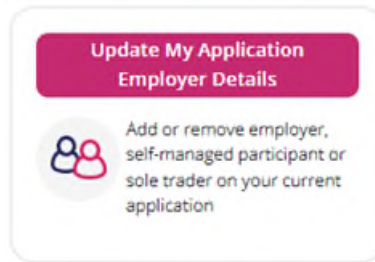 Update My Application
Employer Details
Add or remove employer,
self-managed participant or
sole trader on your current
application